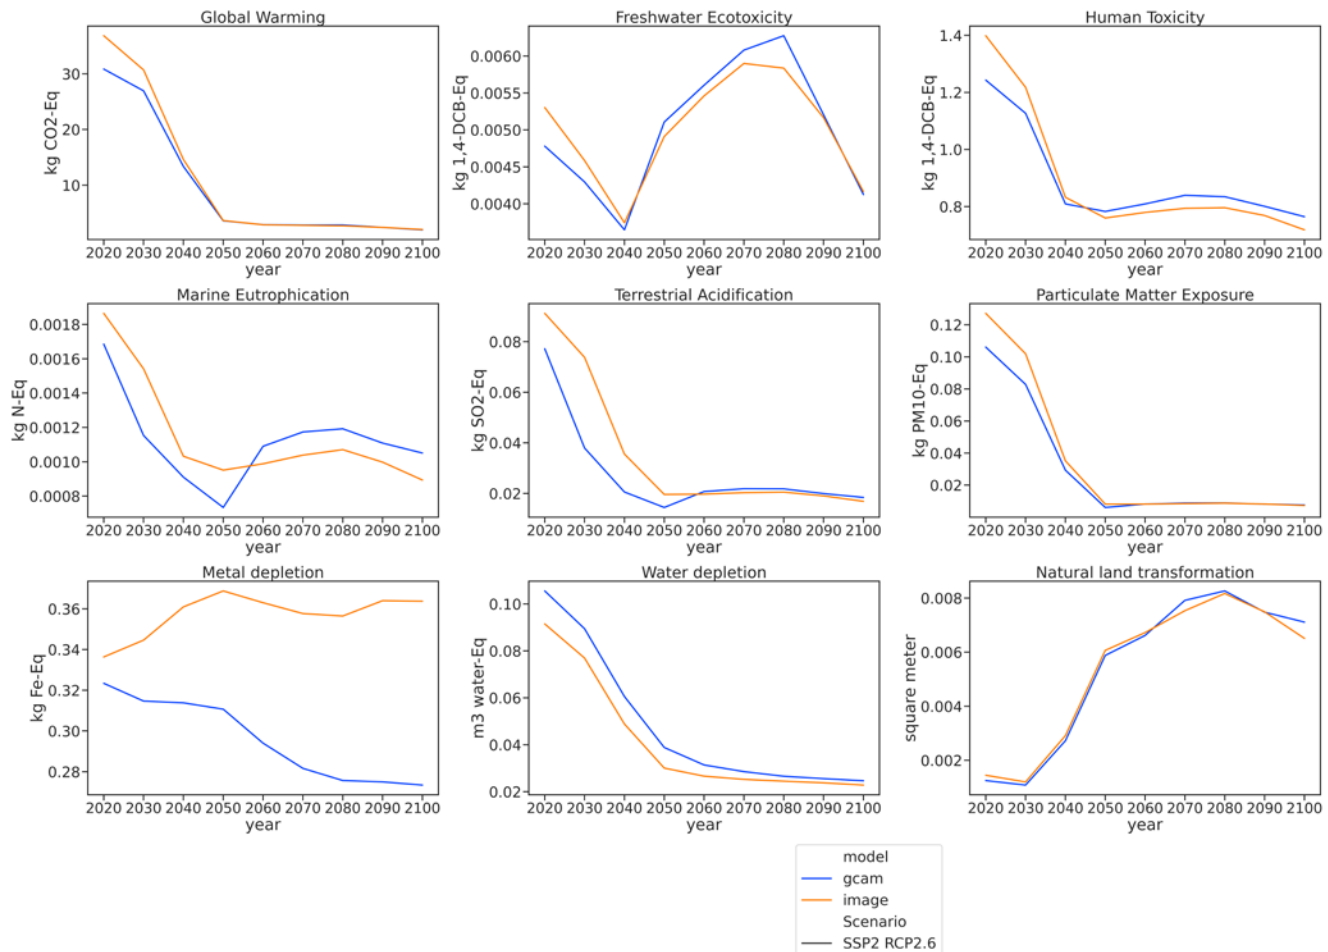 Global Warming
kg CO2-Eq
30
20
10
2020 2030 2040 2050 2060 2070 2080 2090 2100
year
Freshwater Ecotoxicity
kg 1,4-DCB-Eq
0.0060
0.0055
0.0050
0.0045
0.0040
2020 2030 2040 2050 2060 2070 2080 2090 2100
year
Human Toxicity
kg 1,4-DCB-Eq
1.4
1.2
1.0
0.8
2020 2030 2040 2050 2060 2070 2080 2090 2100
year
Marine Eutrophication
kg N-Eq
0.0018
0.0016
0.0014
0.0012
0.0010
0.0008
2020 2030 2040 2050 2060 2070 2080 2090 2100
year
Terrestrial Acidification
kg SO2-Eq
0.08
0.06
0.04
0.02
2020 2030 2040 2050 2060 2070 2080 2090 2100
year
Particulate Matter Exposure
kg PM10-Eq
0.12
0.10
0.08
0.06
0.04
0.02
2020 2030 2040 2050 2060 2070 2080 2090 2100
year
Metal depletion
kg Fe-Eq
0.36
0.34
0.32
0.30
0.28
2020 2030 2040 2050 2060 2070 2080 2090 2100
year
Water depletion
m3 water-Eq
0.10
0.08
0.06
0.04
0.02
2020 2030 2040 2050 2060 2070 2080 2090 2100
year
Natural land transformation
square meter
0.008
0.006
0.004
0.002
2020 2030 2040 2050 2060 2070 2080 2090 2100
year
model
gcam
image
Scenario
SSP2 RCP2.6